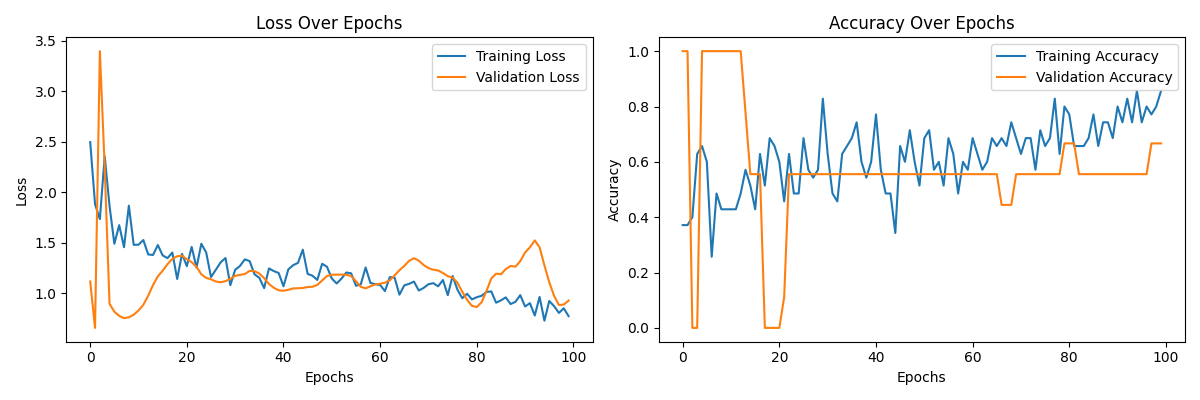 Loss Over Epochs
Training Loss
Validation Loss
3.5
3.0
2.5
2.0
1.5
1.0
Loss
0 20 40 60 80 100
Epochs
Accuracy Over Epochs
Training Accuracy
Validation Accuracy
1.0
0.8
0.6
0.4
0.2
0.0
Accuracy
0 20 40 60 80 100
Epochs